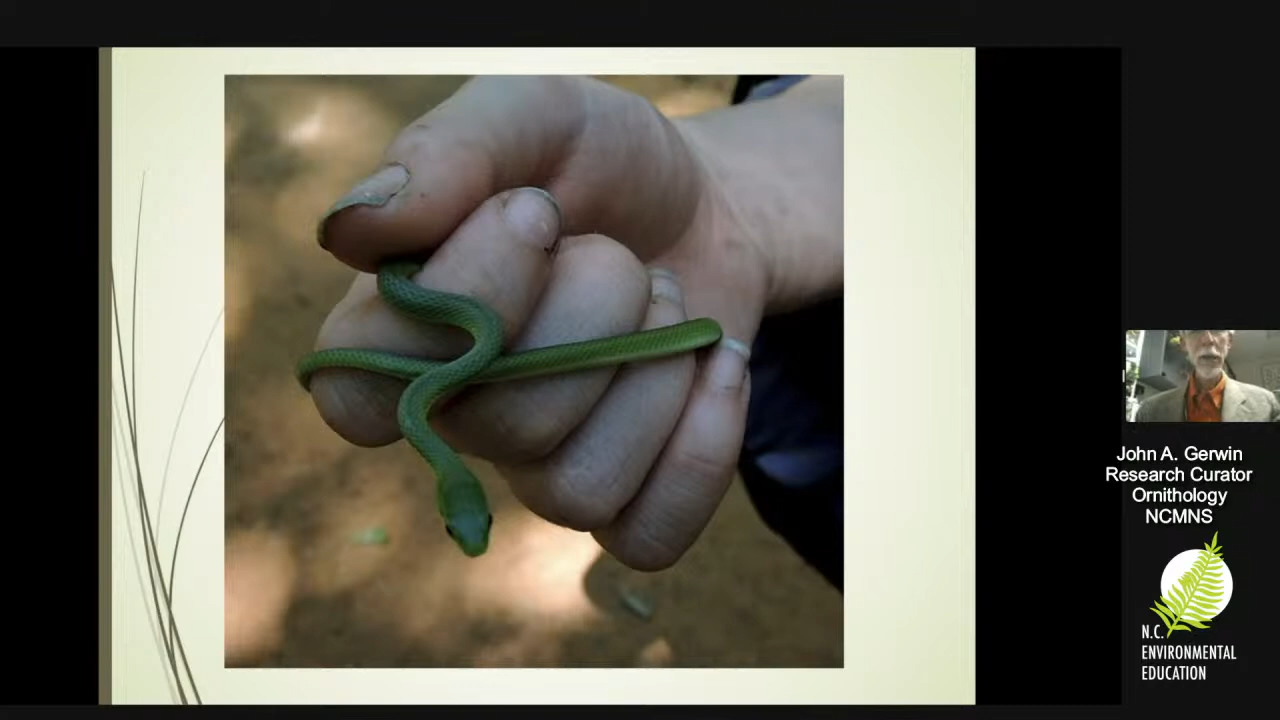 John A. Gerwin
Research Curator
Ornithology
NCMNS
N.C.
ENVIRONMENTAL
EDUCATION